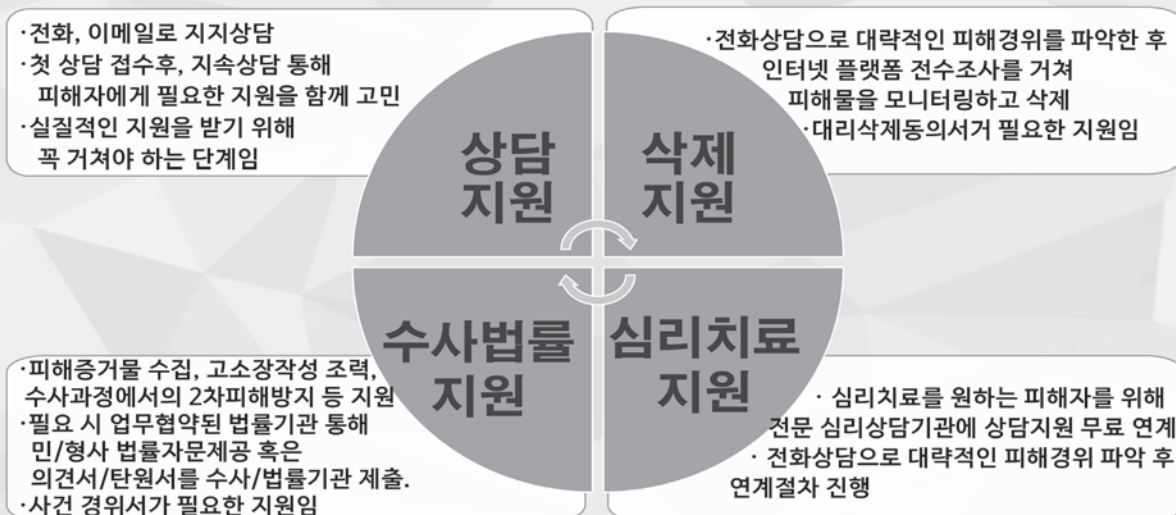 ·전화, 이메일로 지지상담
·첫 상담 접수후, 지속상담 통해
피해자에게 필요한 지원을 함께 고민
·실질적인 지원을 받기 위해
꼭 거쳐야 하는 단계임
·전화상담으로 대략적인 피해경위를 파악한 후
인터넷 플랫폼 전수조사를 거쳐
피해물을 모니터링하고 삭제
·대리삭제동의서거 필요한 지원임
상담
지원
삭제
지원
수사법률
지원
심리치료
지원
·피해증거물 수집, 고소장작성 조력,
수사과정에서의 2차피해방지 등 지원
·필요 시 업무협약된 법률기관 통해
민/형사 법률자문제공 혹은
의견서/탄원서를 수사/법률기관 제출.
·사건 경위서가 필요한 지원임
· 심리치료를 원하는 피해자를 위해
전문 심리상담기관에 상담지원 무료 연계
· 전화상담으로 대략적인 피해경위 파악 후
연계절차 진행